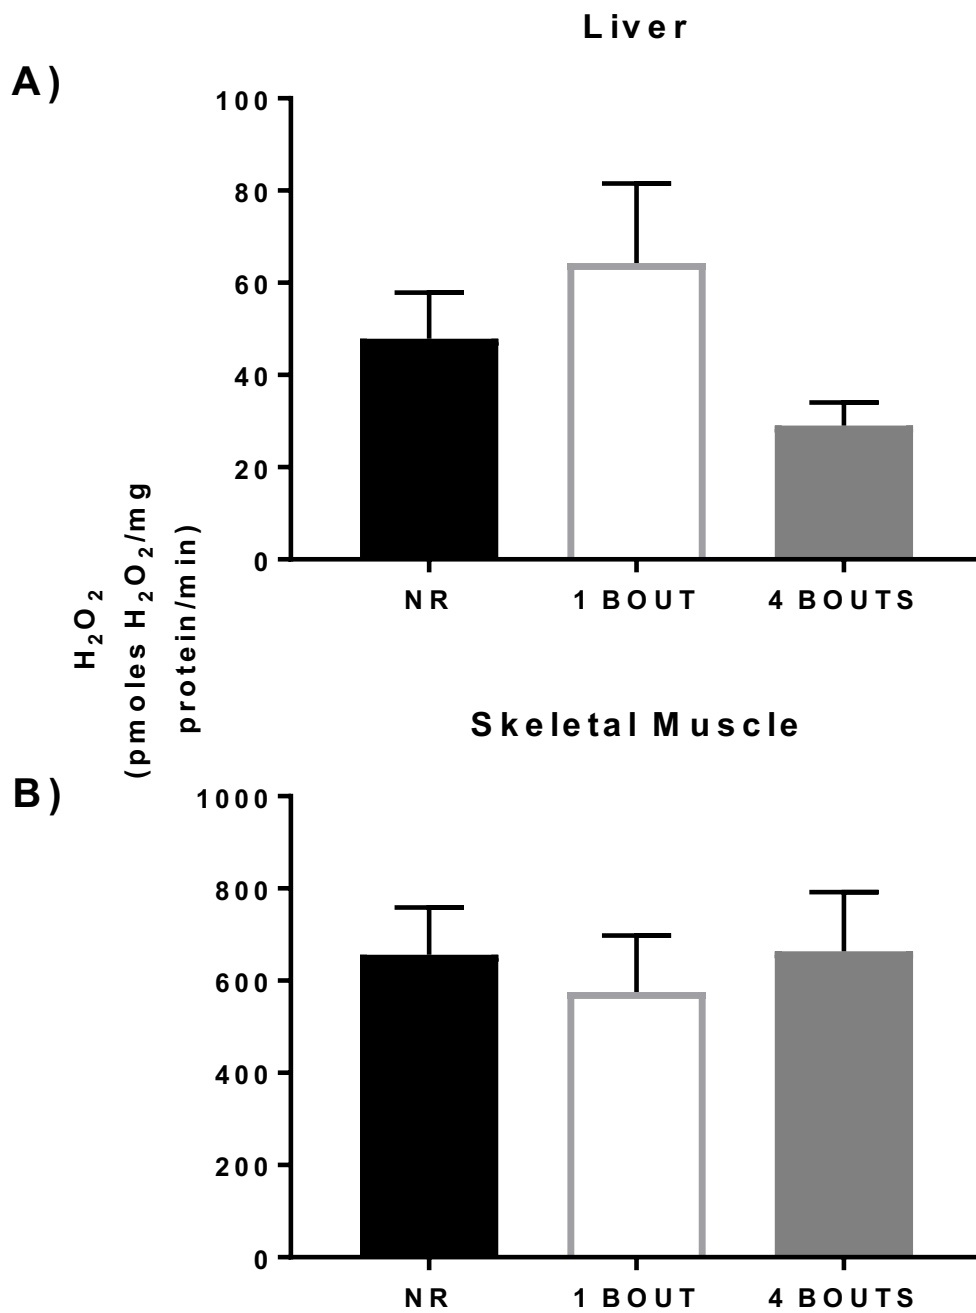 Liver
A)
100
80
60
40
20
0
NR 1 BOUT 4 BOUTS
H₂O₂
(pmoles H₂O₂/mg
protein/min)
Skeletal Muscle
B)
1000
800
600
400
200
0
NR 1 BOUT 4 BOUTS